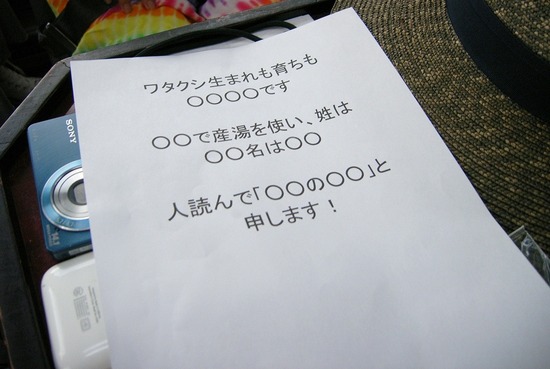 ワタクシ生まれも育ちも
○○○○です
○○で産湯を使い、姓は
○○名は○○
人読んで「○○の○○」と
申します！
SONY